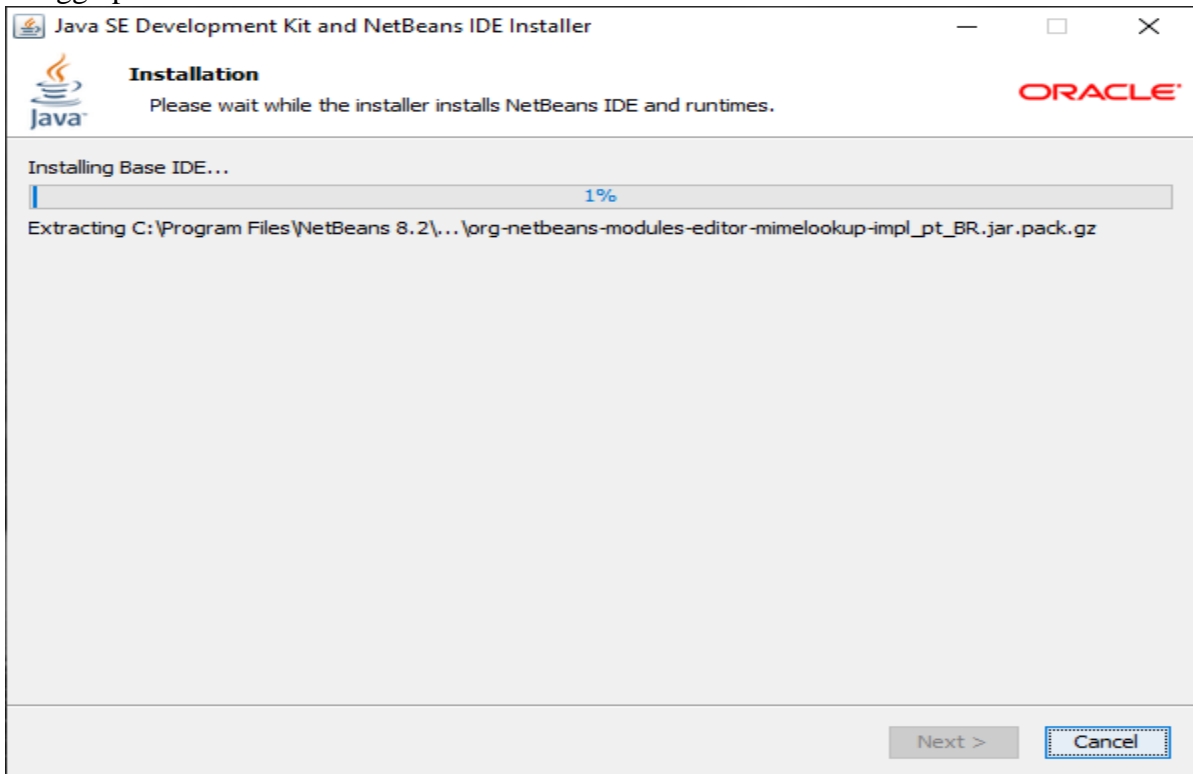 Java SE Development Kit and NetBeans IDE Installer
Installation
Please wait while the installer installs NetBeans IDE and runtimes.
Java
ORACLE
Installing Base IDE...
1%
Extracting C:\Program Files\NetBeans 8.2\...\org-netbeans-modules-editor-mimelookup-impl_pt_BR.jar.pack.gz
Next >
Cancel